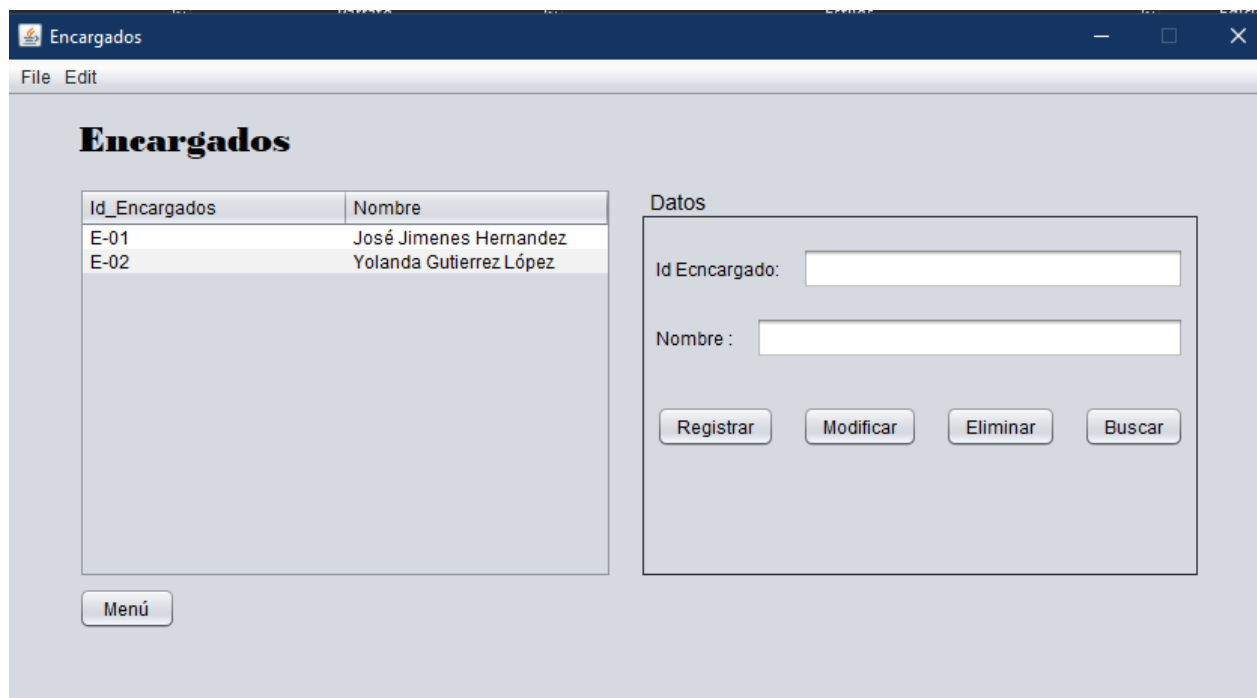 Encargados
File Edit
Encargados
Id_Encargados Nombre
E-01 José Jimenes Hernandez
E-02 Yolanda Gutierrez López
Datos
Id Ecncargado:
Nombre :
Registrar Modificar Eliminar Buscar
Menú